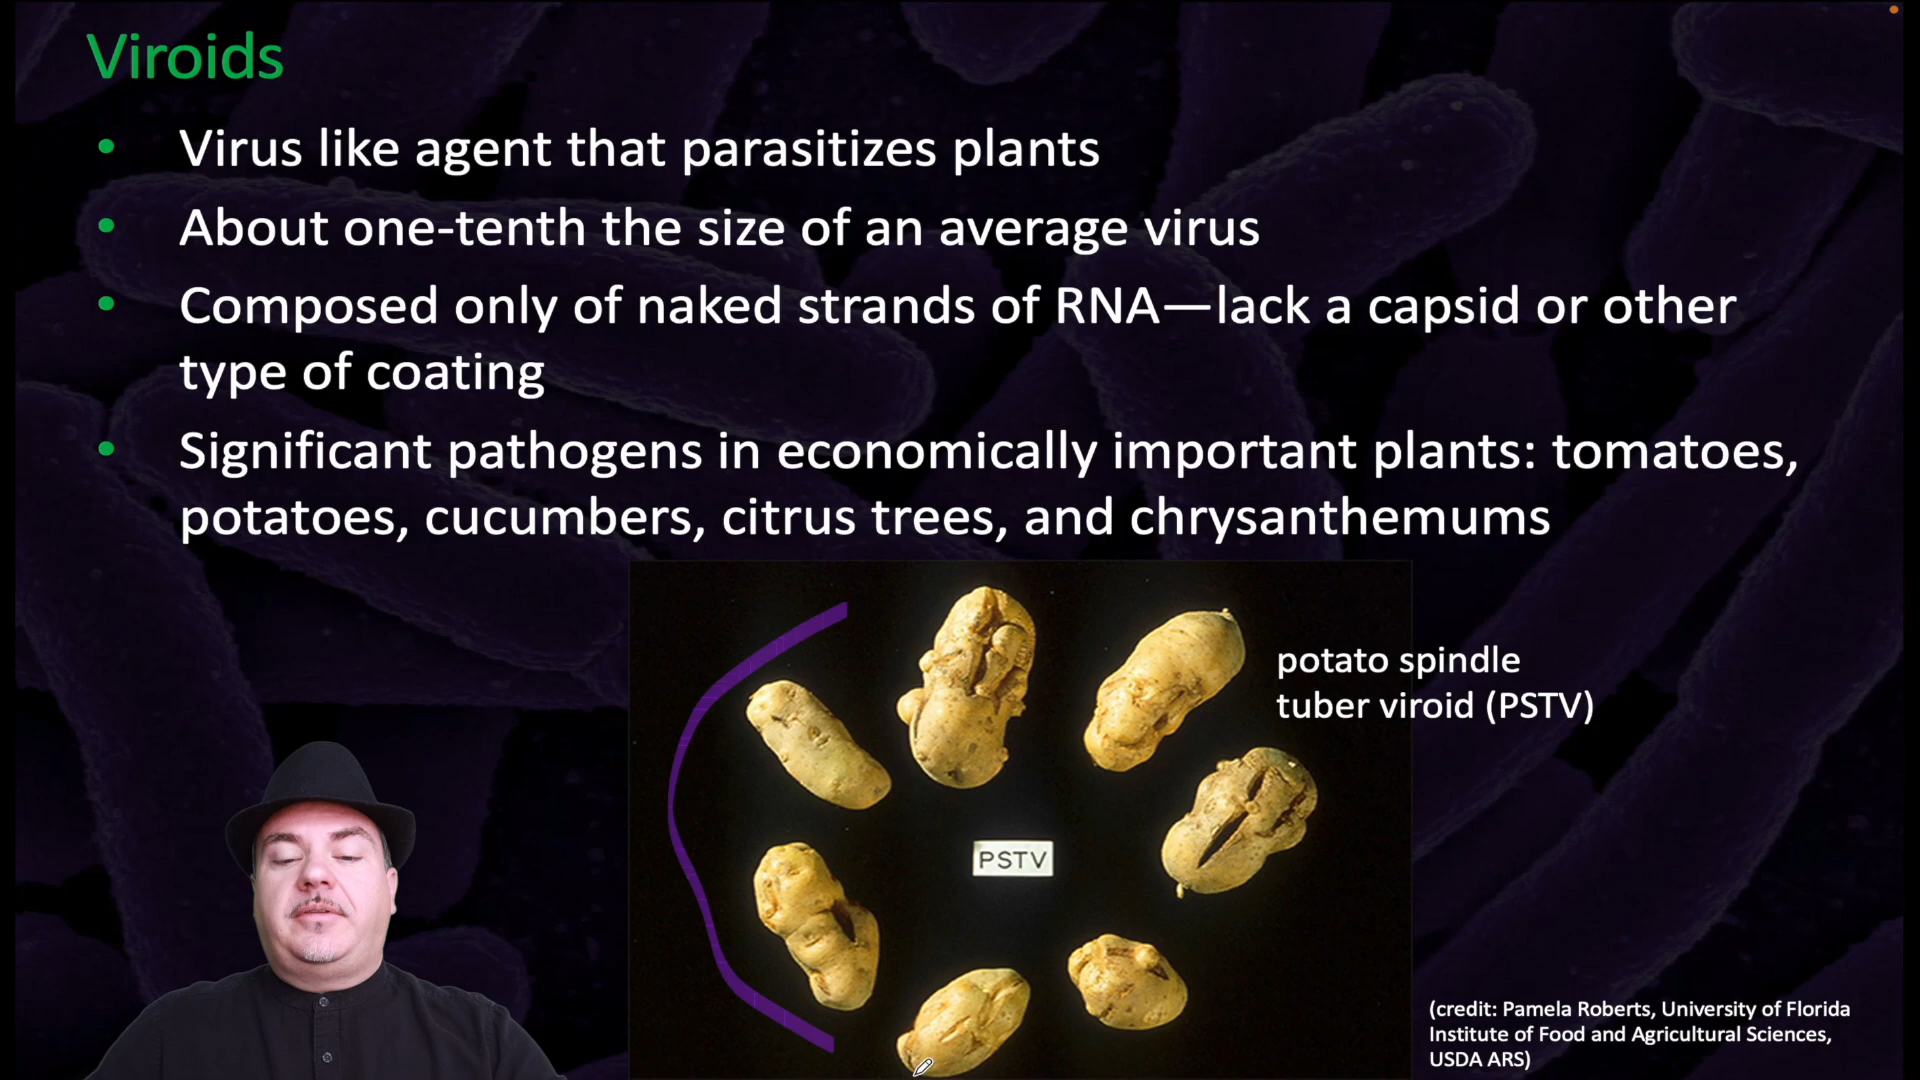 Viroids
• Virus like agent that parasitizes plants
• About one-tenth the size of an average virus
• Composed only of naked strands of RNA—lack a capsid or other
type of coating
• Significant pathogens in economically important plants: tomatoes,
potatoes, cucumbers, citrus trees, and chrysanthemums
potato spindle
tuber viroid (PSTV)
PSTV
(credit: Pamela Roberts, University of Florida
Institute of Food and Agricultural Sciences,
USDA ARS)